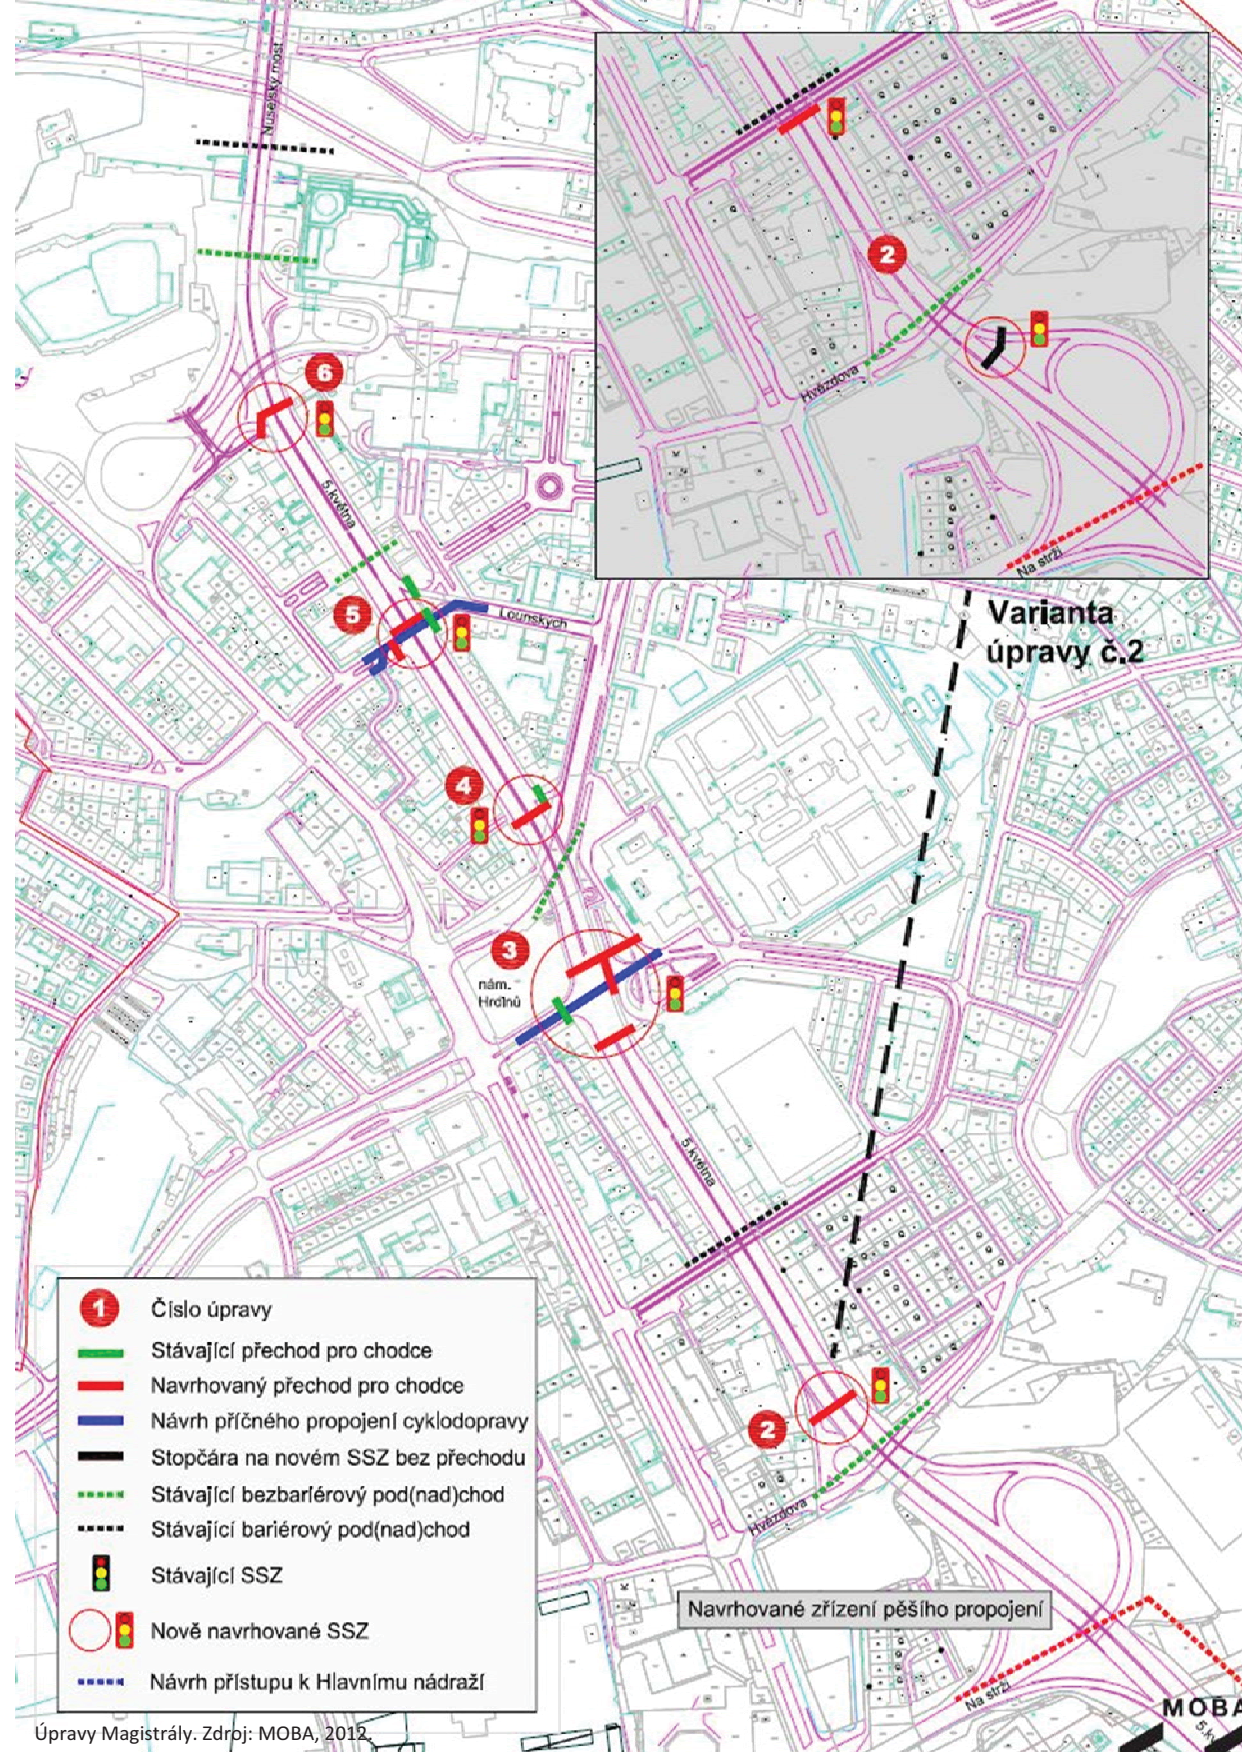 Nuselský most
2
Hvězdova
Na strži
6
5.května
5
Lounských
Varianta
úpravy č.2
4
3
nám.
Hrdinů
5.května
2
Hvězdova
Navrhované zřízení pěšího propojení
Na strži
MOBA
1 Číslo úpravy
Stávající přechod pro chodce
Navrhovaný přechod pro chodce
Návrh příčného propojení cyklodopravy
Stopčára na novém SSZ bez přechodu
Stávající bezbariérový pod(nad)chod
Stávající bariérový pod(nad)chod
Stávající SSZ
Nově navrhované SSZ
Návrh přístupu k Hlavnímu nádraží
Úpravy Magistrály. Zdroj: MOBA, 2012.